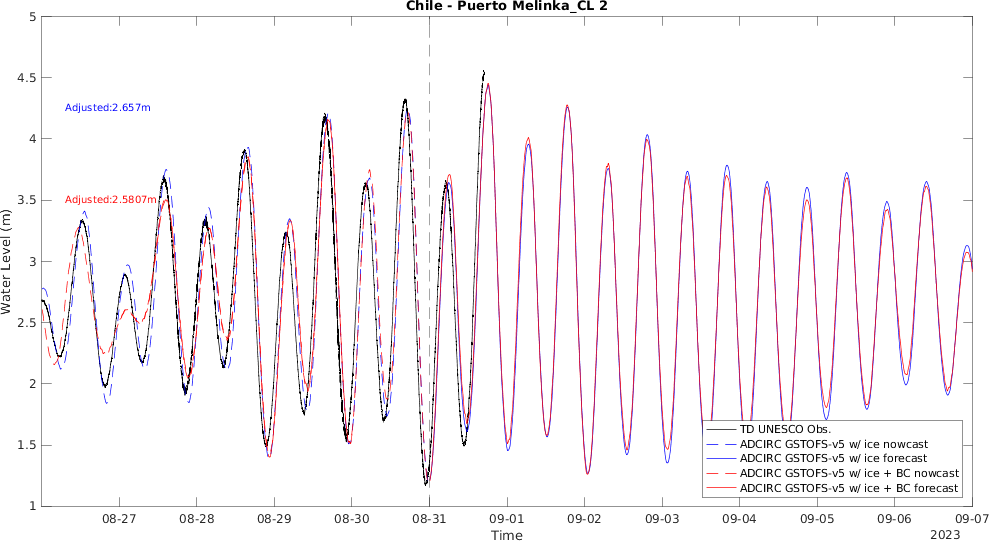 Chile - Puerto Melinka_CL 2
5
4.5
4
3.5
3
2.5
2
1.5
1
Water Level (m)
Adjusted:2.657m
Adjusted:2.5807m
TD UNESCO Obs.
ADCIRC GSTOFS-v5 w/ ice nowcast
ADCIRC GSTOFS-v5 w/ ice forecast
ADCIRC GSTOFS-v5 w/ ice + BC nowcast
ADCIRC GSTOFS-v5 w/ ice + BC forecast
08-27 08-28 08-29 08-30 08-31 09-01 09-02 09-03 09-04 09-05 09-06 09-07
Time
2023